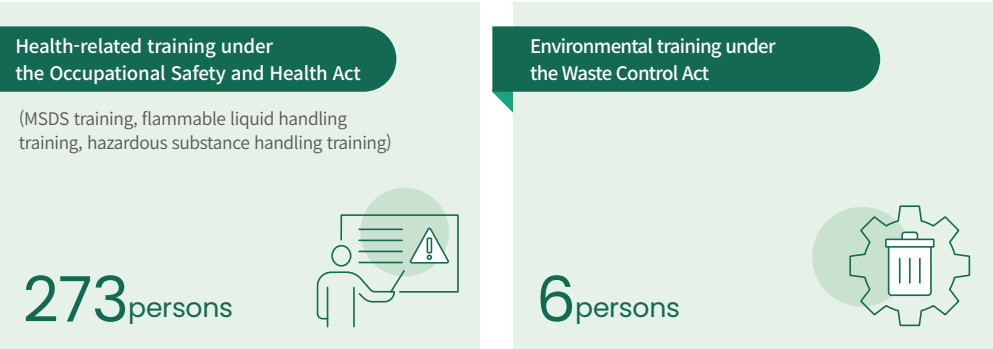 Health-related training under
the Occupational Safety and Health Act
(MSDS training, flammable liquid handling
training, hazardous substance handling training)
273persons
Environmental training under
the Waste Control Act
6persons